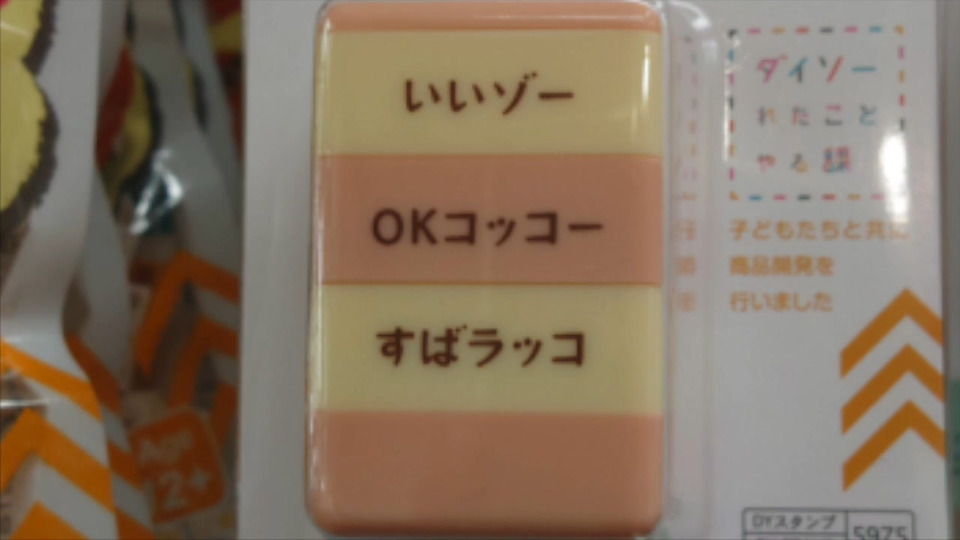 いいゾー
OKコッコー
すばラッコ
ダイソー
れたこと
やる課
子どもたちと共に
商品開発を
行いました
Age
12+
DYスタンプ
5975